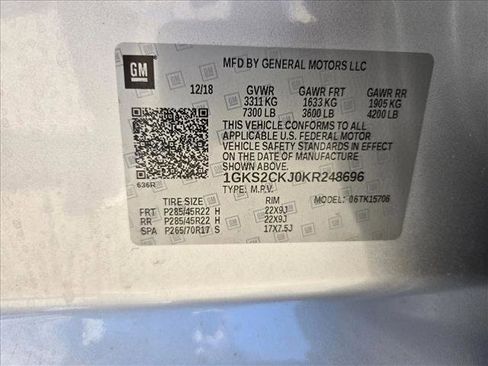 GM
MFD BY GENERAL MOTORS LLC
12/18 GVWR GAWR FRT GAWR RR
3311 KG 1633 KG 1905 KG
7300 LB 3600 LB 4200 LB
THIS VEHICLE CONFORMS TO ALL
APPLICABLE U.S. FEDERAL MOTOR
VEHICLE SAFETY STANDARDS IN EFFECT
ON THE DATE OF MANUFACTURE SHOWN ABOVE.
1GKS2CKJ0KR248696
636R
TYPE: M.P.V. MODEL: 06TK15706
TIRE SIZE RIM
FRT P285/45R22 H 22X9J
RR P285/45R22 H 22X9J
SPA P265/70R17 S 17X7.5J